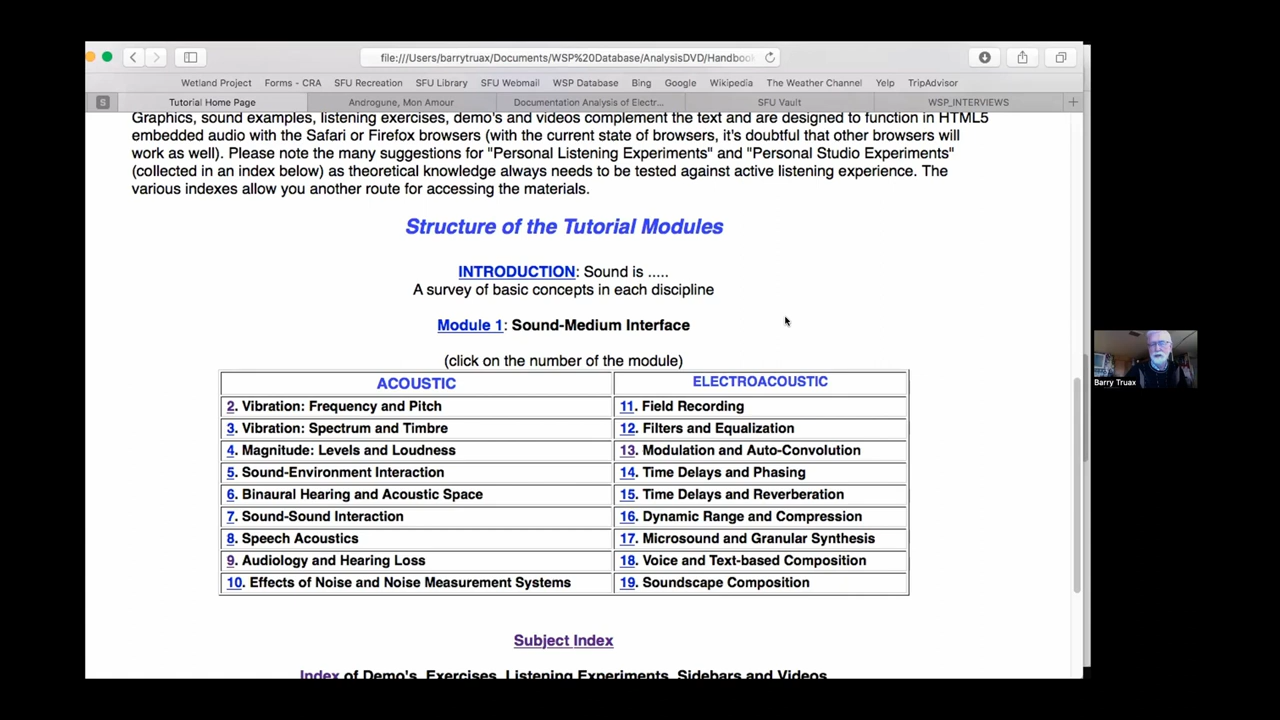 file:///Users/barrytruax/Documents/WSP%20Database/AnalysisDVD/Handboo
Wetland Project Forms - CRA SFU Recreation SFU Library SFU Webmail WSP Database Bing Google Wikipedia The Weather Channel Yelp TripAdvisor
S Tutorial Home Page Androgune, Mon Amour Documentation Analysis of Electr... SFU Vault WSP_INTERVIEWS
Graphics, sound examples, listening exercises, demo's and videos complement the text and are designed to function in HTML5
embedded audio with the Safari or Firefox browsers (with the current state of browsers, it's doubtful that other browsers will
work as well). Please note the many suggestions for "Personal Listening Experiments" and "Personal Studio Experiments"
(collected in an index below) as theoretical knowledge always needs to be tested against active listening experience. The
various indexes allow you another route for accessing the materials.
Structure of the Tutorial Modules
INTRODUCTION: Sound is .....
A survey of basic concepts in each discipline
Module 1: Sound-Medium Interface
(click on the number of the module)
ACOUSTIC ELECTROACOUSTIC
2. Vibration: Frequency and Pitch 11. Field Recording
3. Vibration: Spectrum and Timbre 12. Filters and Equalization
4. Magnitude: Levels and Loudness 13. Modulation and Auto-Convolution
5. Sound-Environment Interaction 14. Time Delays and Phasing
6. Binaural Hearing and Acoustic Space 15. Time Delays and Reverberation
7. Sound-Sound Interaction 16. Dynamic Range and Compression
8. Speech Acoustics 17. Microsound and Granular Synthesis
9. Audiology and Hearing Loss 18. Voice and Text-based Composition
10. Effects of Noise and Noise Measurement Systems 19. Soundscape Composition
Subject Index
Index of Demo's, Exercises, Listening Experiments, Sidebars and Videos
Barry Truax